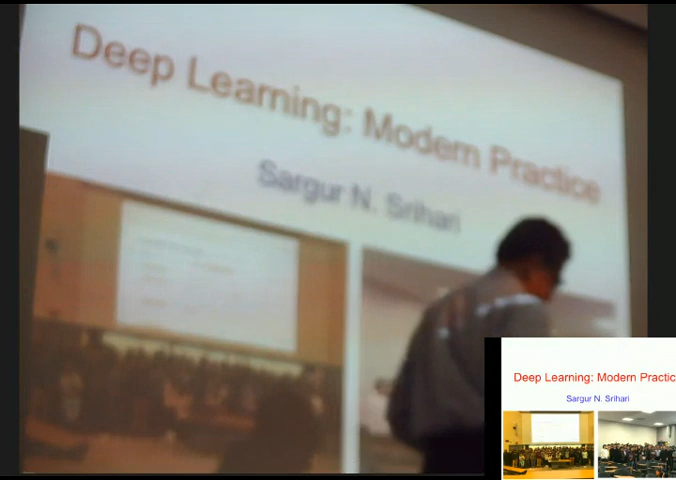 Deep Learning: Modern Practice
Sargur N. Srihari
Deep Learning: Modern Practic
Sargur N. Srihari